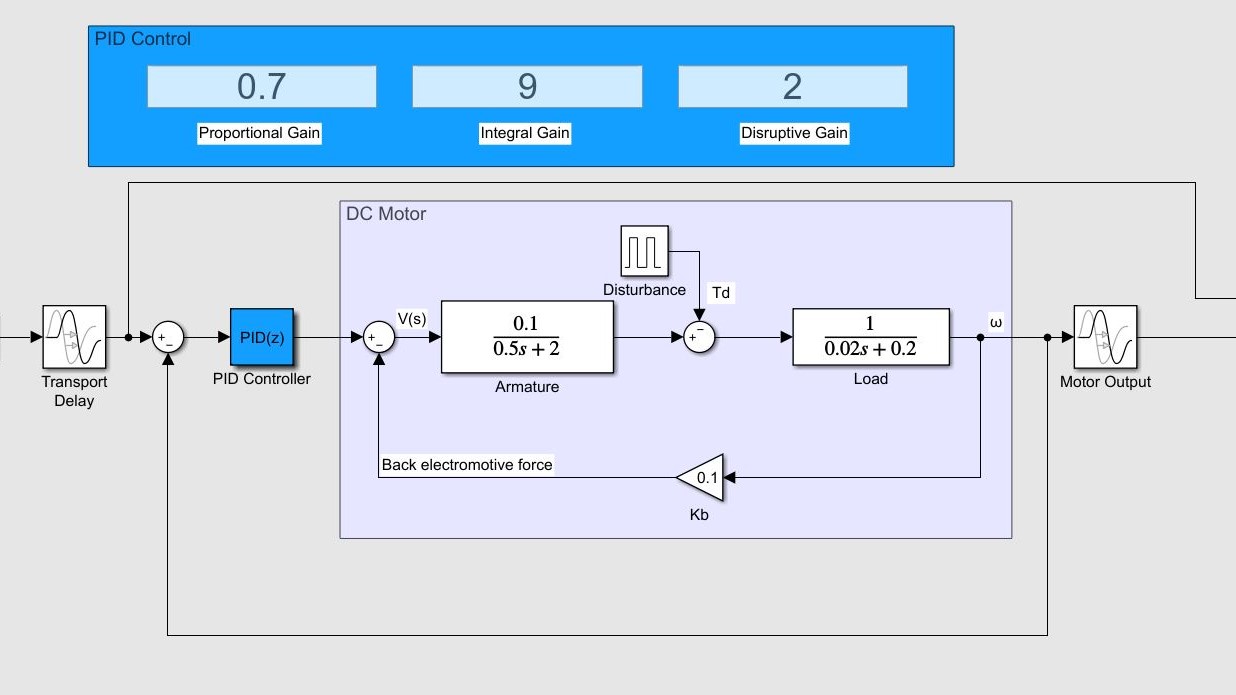 PID Control
0.7
9
2
Proportional Gain
Integral Gain
Disruptive Gain
DC Motor
Disturbance
Td
V(s)
ω
+
−
PID(z)
+
−
0.1
0.5s + 2
−
+
1
0.02s + 0.2
Transport
Delay
PID Controller
Armature
Load
Motor Output
Back electromotive force
0.1
Kb